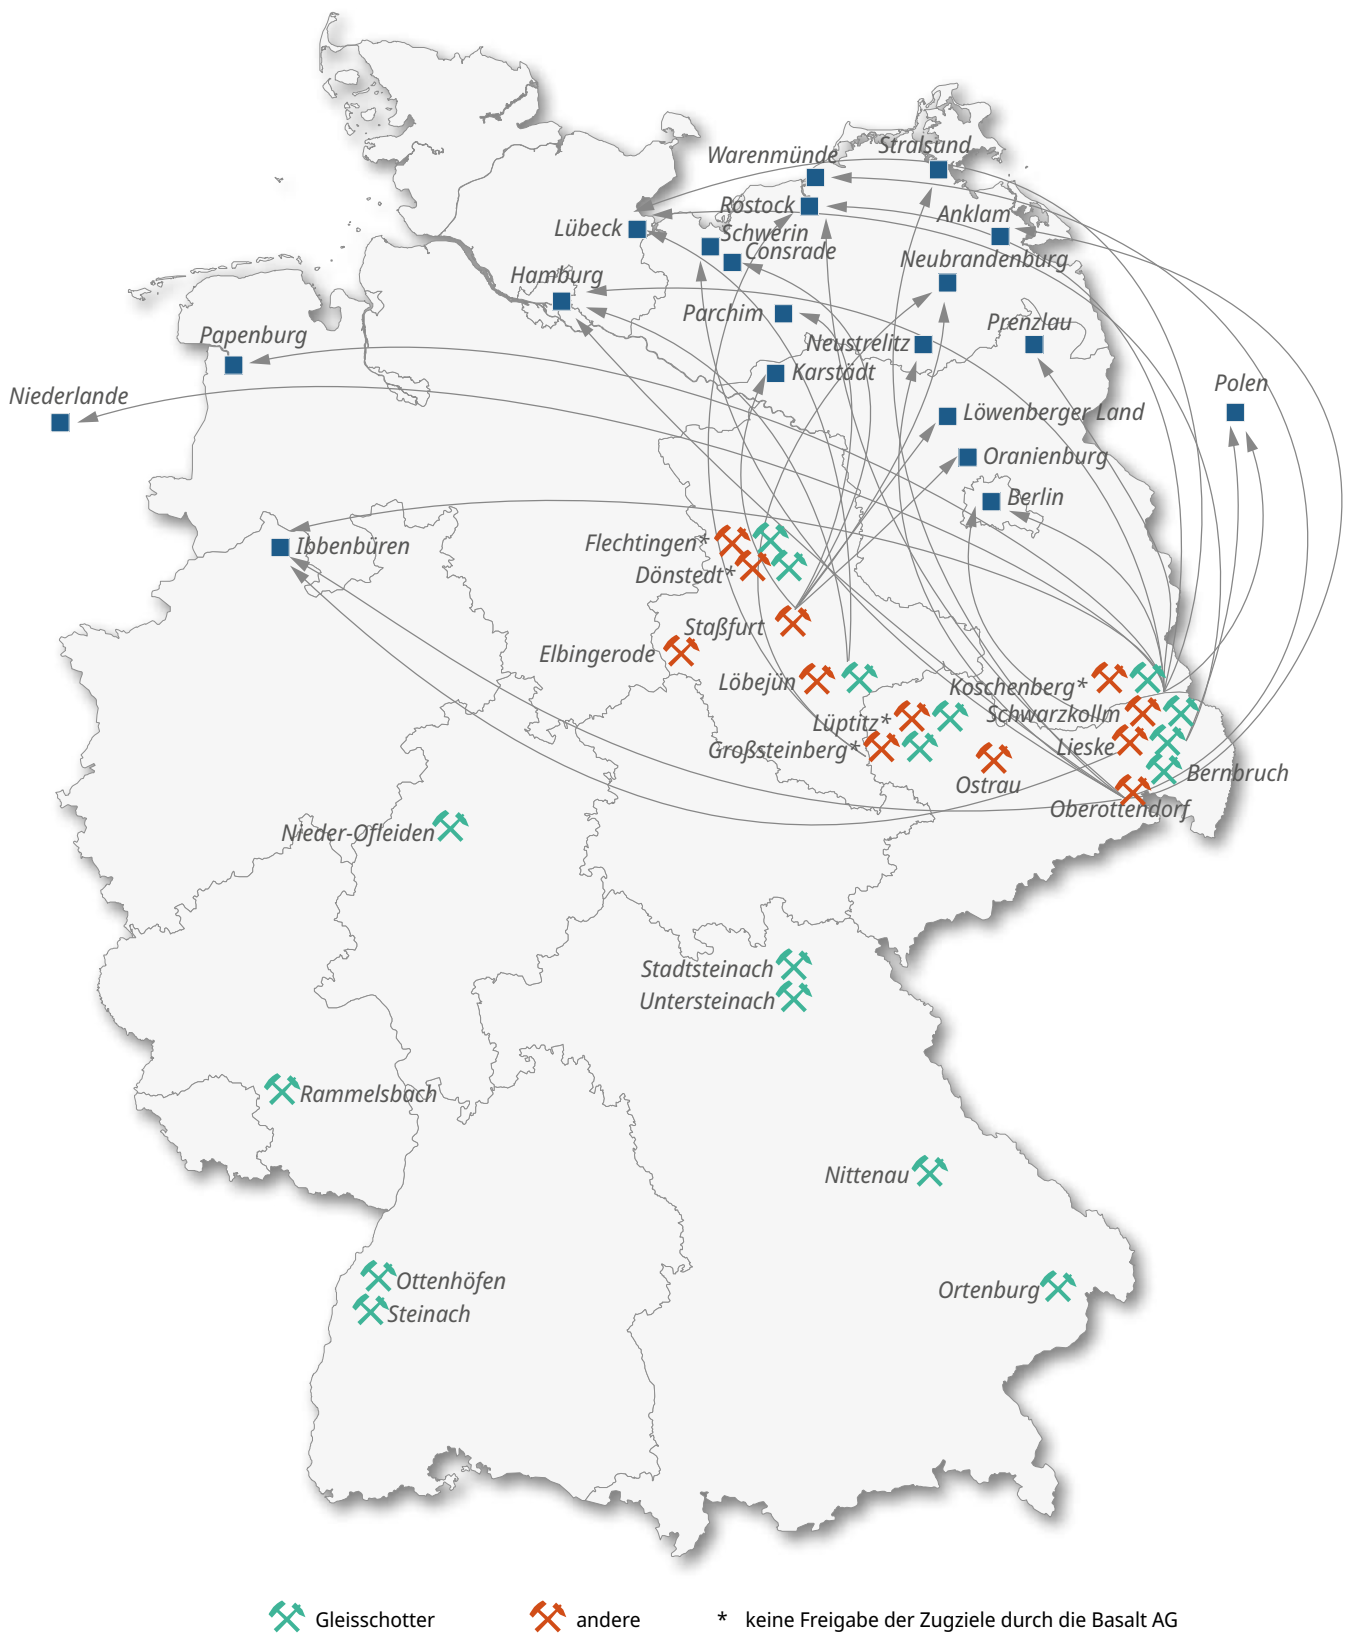 Stralsund
Warenmünde
Rostock
Anklam
Lübeck
Schwerin
Consrade
Neubrandenburg
Hamburg
Parchim
Prenzlau
Papenburg
Neustrelitz
Karstädt
Polen
Niederlande
Löwenberger Land
Oranienburg
Berlin
Flechtingen*
Ibbenbüren
Dönstedt*
Staßfurt
Elbingerode
Löbejün
Koschenberg*
Schwarzkollm
Lüptitz*
Lieske
Großsteinberg*
Bernbruch
Ostrau
Oberottendorf
Nieder-Ofleiden
Stadtsteinach
Untersteinach
Rammelsbach
Nittenau
Ottenhöfen
Ortenburg
Steinach
Gleisschotter andere * keine Freigabe der Zugziele durch die Basalt AG